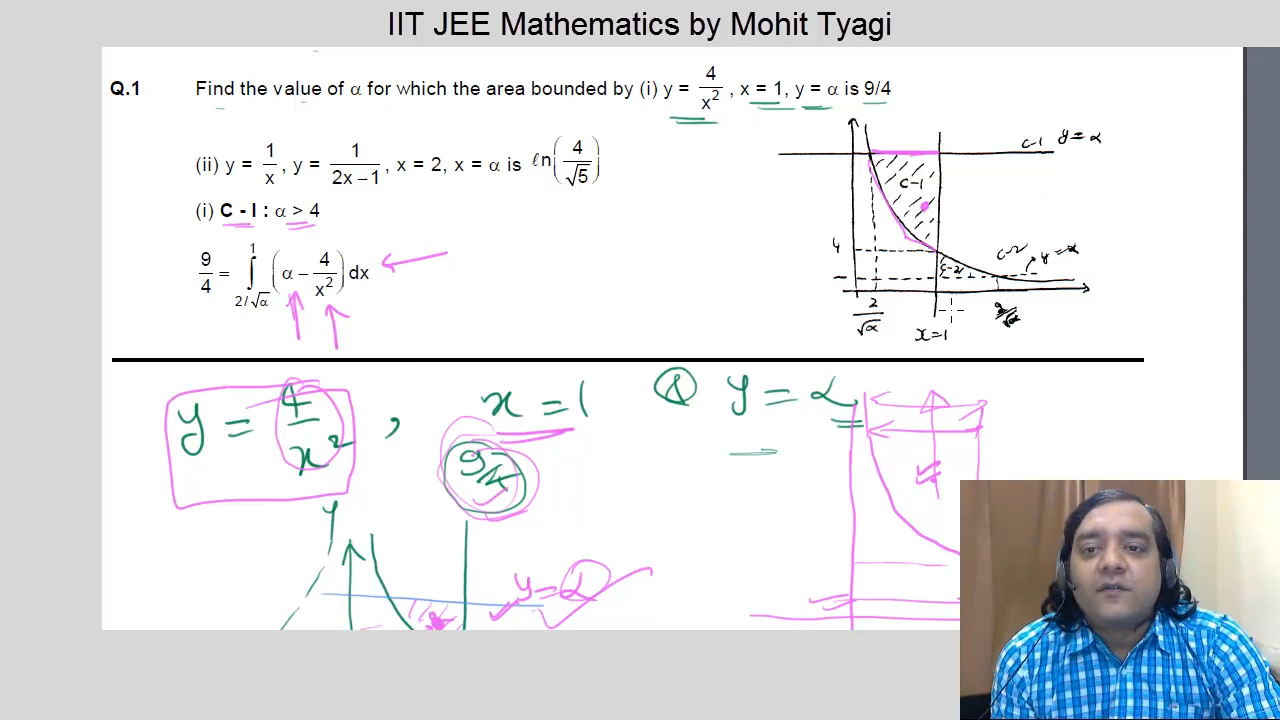 IIT JEE Mathematics by Mohit Tyagi
Q.1 Find the value of α for which the area bounded by (i) y = 4/x², x = 1, y = α is 9/4
(ii) y = 1/x, y = 1/(2x−1), x = 2, x = α is ℓn(4/√5)
(i) C - I : α > 4
9/4 = ∫_{2/√α}^{1} (α − 4/x²) dx
C-1 y = α
C-1
4
C-2 y = α
C-2
2/√α
2/√α
x=1
y = 4/x², x = 1 & y = α
9/4
y
y = α